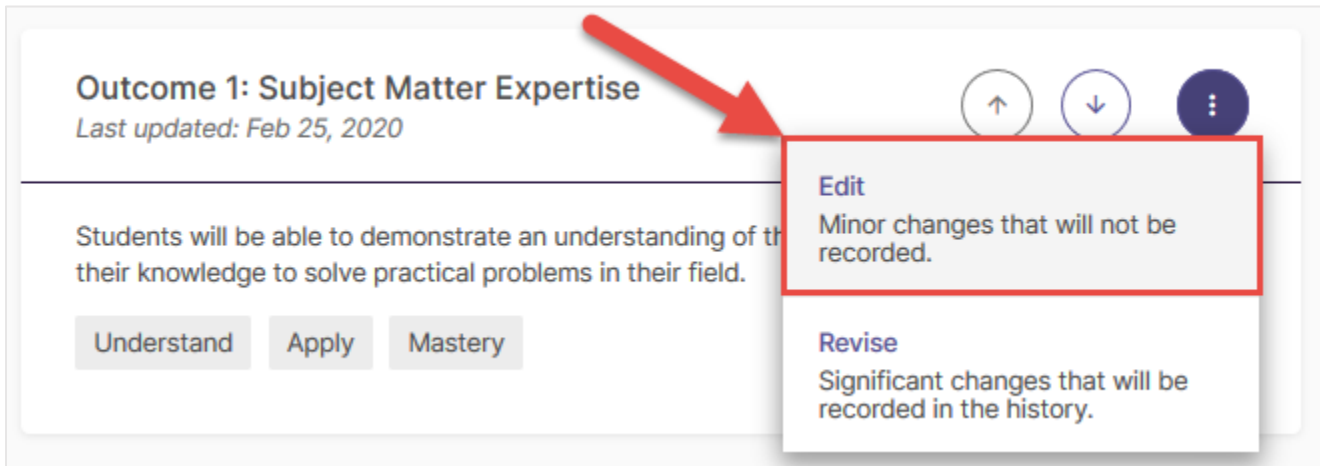 Outcome 1: Subject Matter Expertise
Last updated: Feb 25, 2020
Students will be able to demonstrate an understanding of
their knowledge to solve practical problems in their field.
Understand Apply Mastery
Edit
Minor changes that will not be
recorded.
Revise
Significant changes that will be
recorded in the history.